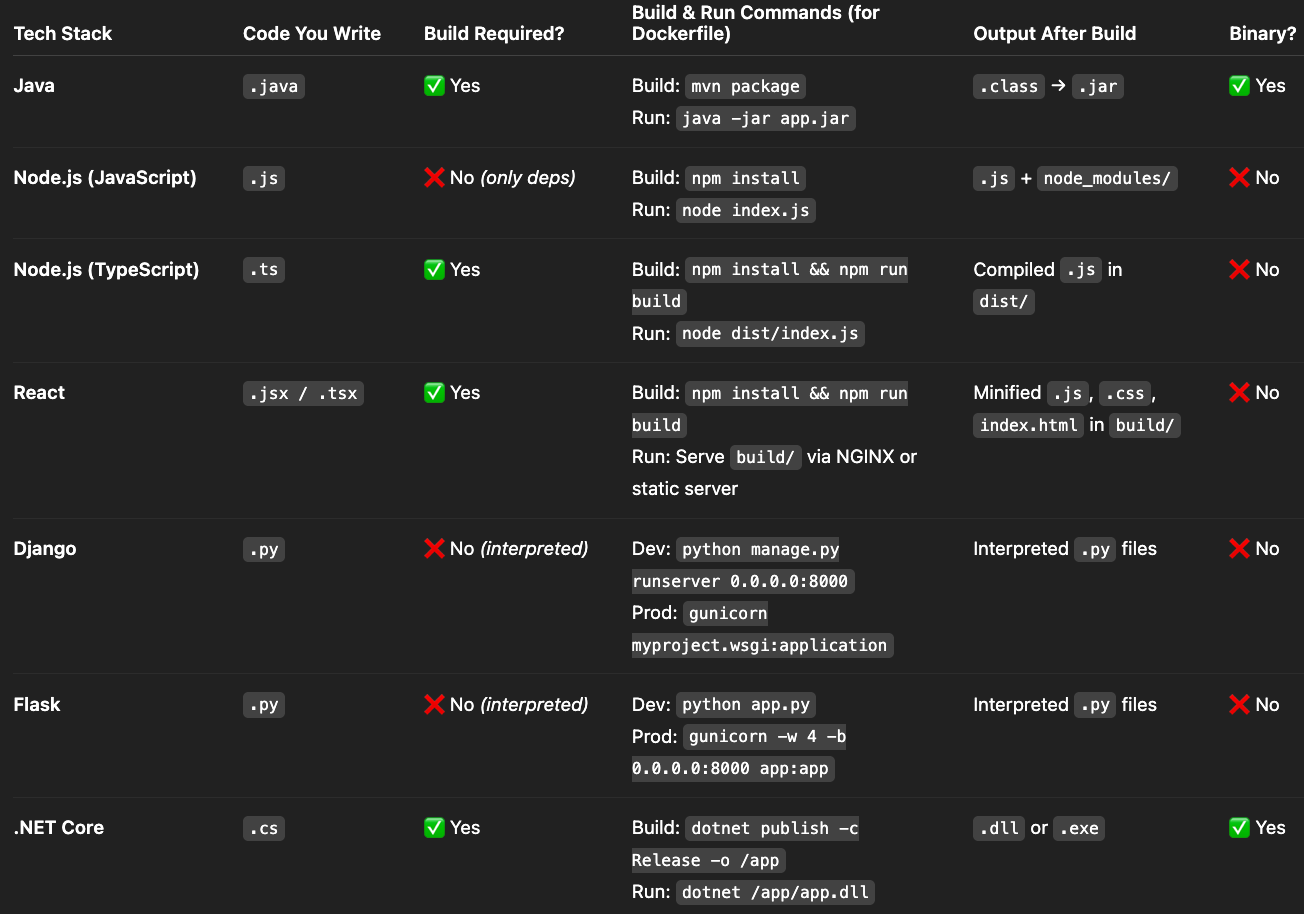 Tech Stack Code You Write Build Required? Build & Run Commands (for Dockerfile) Output After Build Binary?
Java .java ✅ Yes Build: mvn package .class → .jar ✅ Yes
Run: java -jar app.jar
Node.js (JavaScript) .js ❌ No (only deps) Build: npm install .js + node_modules/ ❌ No
Run: node index.js
Node.js (TypeScript) .ts ✅ Yes Build: npm install && npm run Compiled .js in ❌ No
build dist/
Run: node dist/index.js
React .jsx / .tsx ✅ Yes Build: npm install && npm run Minified .js, .css, ❌ No
build index.html in build/
Run: Serve build/ via NGINX or
static server
Django .py ❌ No (interpreted) Dev: python manage.py Interpreted .py files ❌ No
runserver 0.0.0.0:8000
Prod: gunicorn
myproject.wsgi:application
Flask .py ❌ No (interpreted) Dev: python app.py Interpreted .py files ❌ No
Prod: gunicorn -w 4 -b
0.0.0.0:8000 app:app
.NET Core .cs ✅ Yes Build: dotnet publish -c .dll or .exe ✅ Yes
Release -o /app
Run: dotnet /app/app.dll